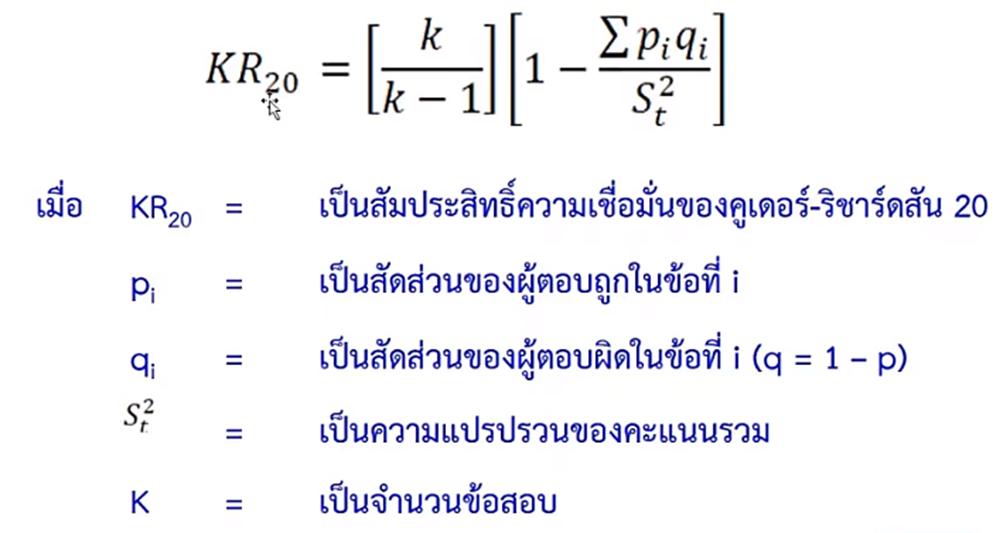 KR₂₀ = [k / (k − 1)] [1 − ∑ pᵢqᵢ / Sₜ²]
เมื่อ KR₂₀ = เป็นสัมประสิทธิ์ความเชื่อมั่นของคูเดอร์-ริชาร์ดสัน 20
pᵢ = เป็นสัดส่วนของผู้ตอบถูกในข้อที่ i
qᵢ = เป็นสัดส่วนของผู้ตอบผิดในข้อที่ i (q = 1 – p)
Sₜ² = เป็นความแปรปรวนของคะแนนรวม
K = เป็นจำนวนข้อสอบ